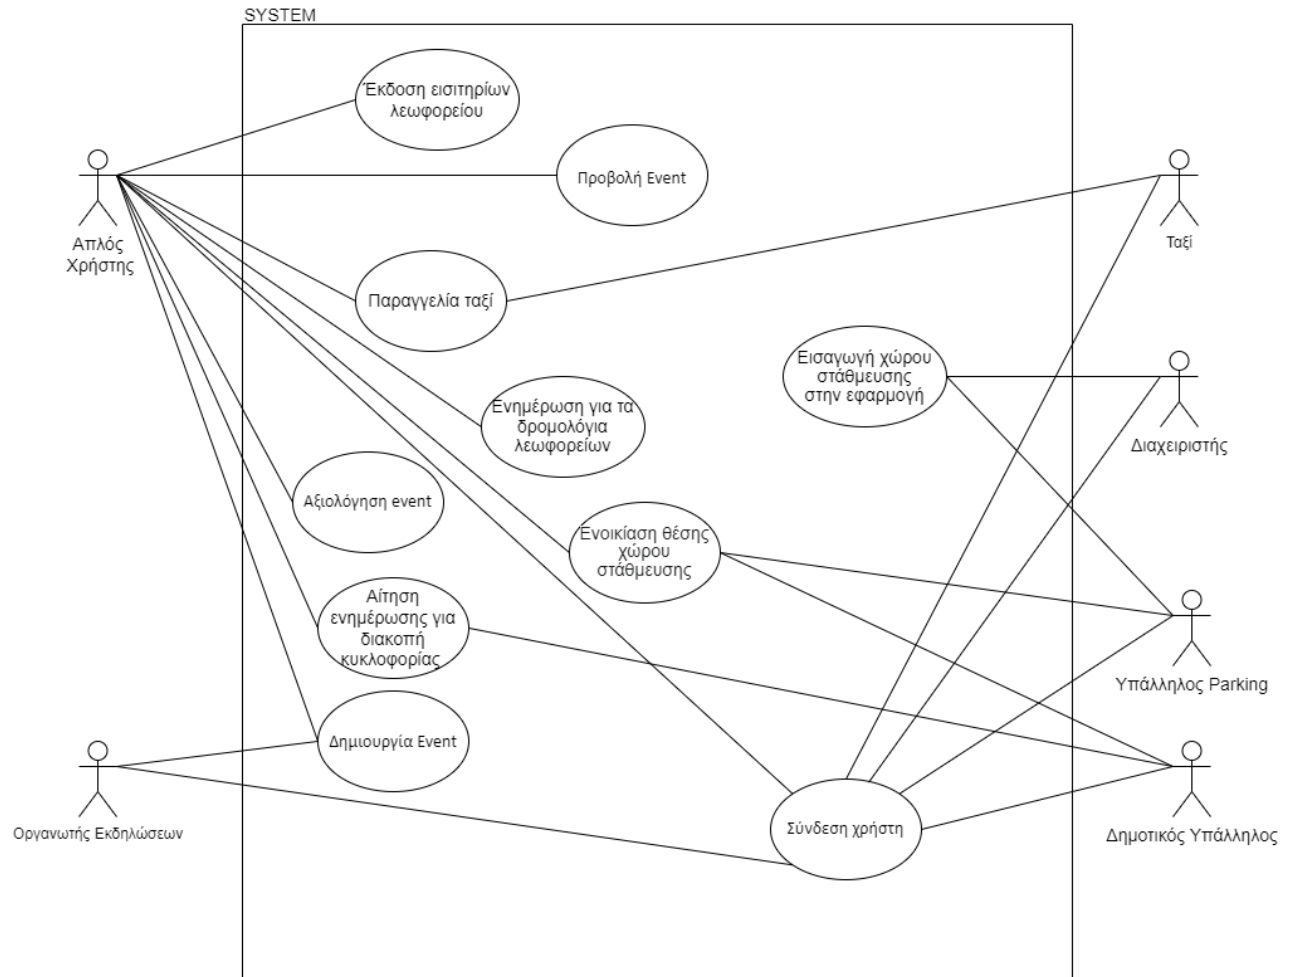 SYSTEM
Έκδοση εισιτηρίων
λεωφορείου
Προβολή Event
Απλός
Χρήστης
Ταξί
Παραγγελία ταξί
Εισαγωγή χώρου
στάθμευσης
στην εφαρμογή
Διαχειριστής
Ενημέρωση για τα
δρομολόγια
λεωφορείων
Αξιολόγηση event
Ενοικίαση θέσης
χώρου
στάθμευσης
Αίτηση
ενημέρωσης για
διακοπή
κυκλοφορίας
Υπάλληλος Parking
Δημιουργία Event
Οργανωτής Εκδηλώσεων
Σύνδεση χρήστη
Δημοτικός Υπάλληλος